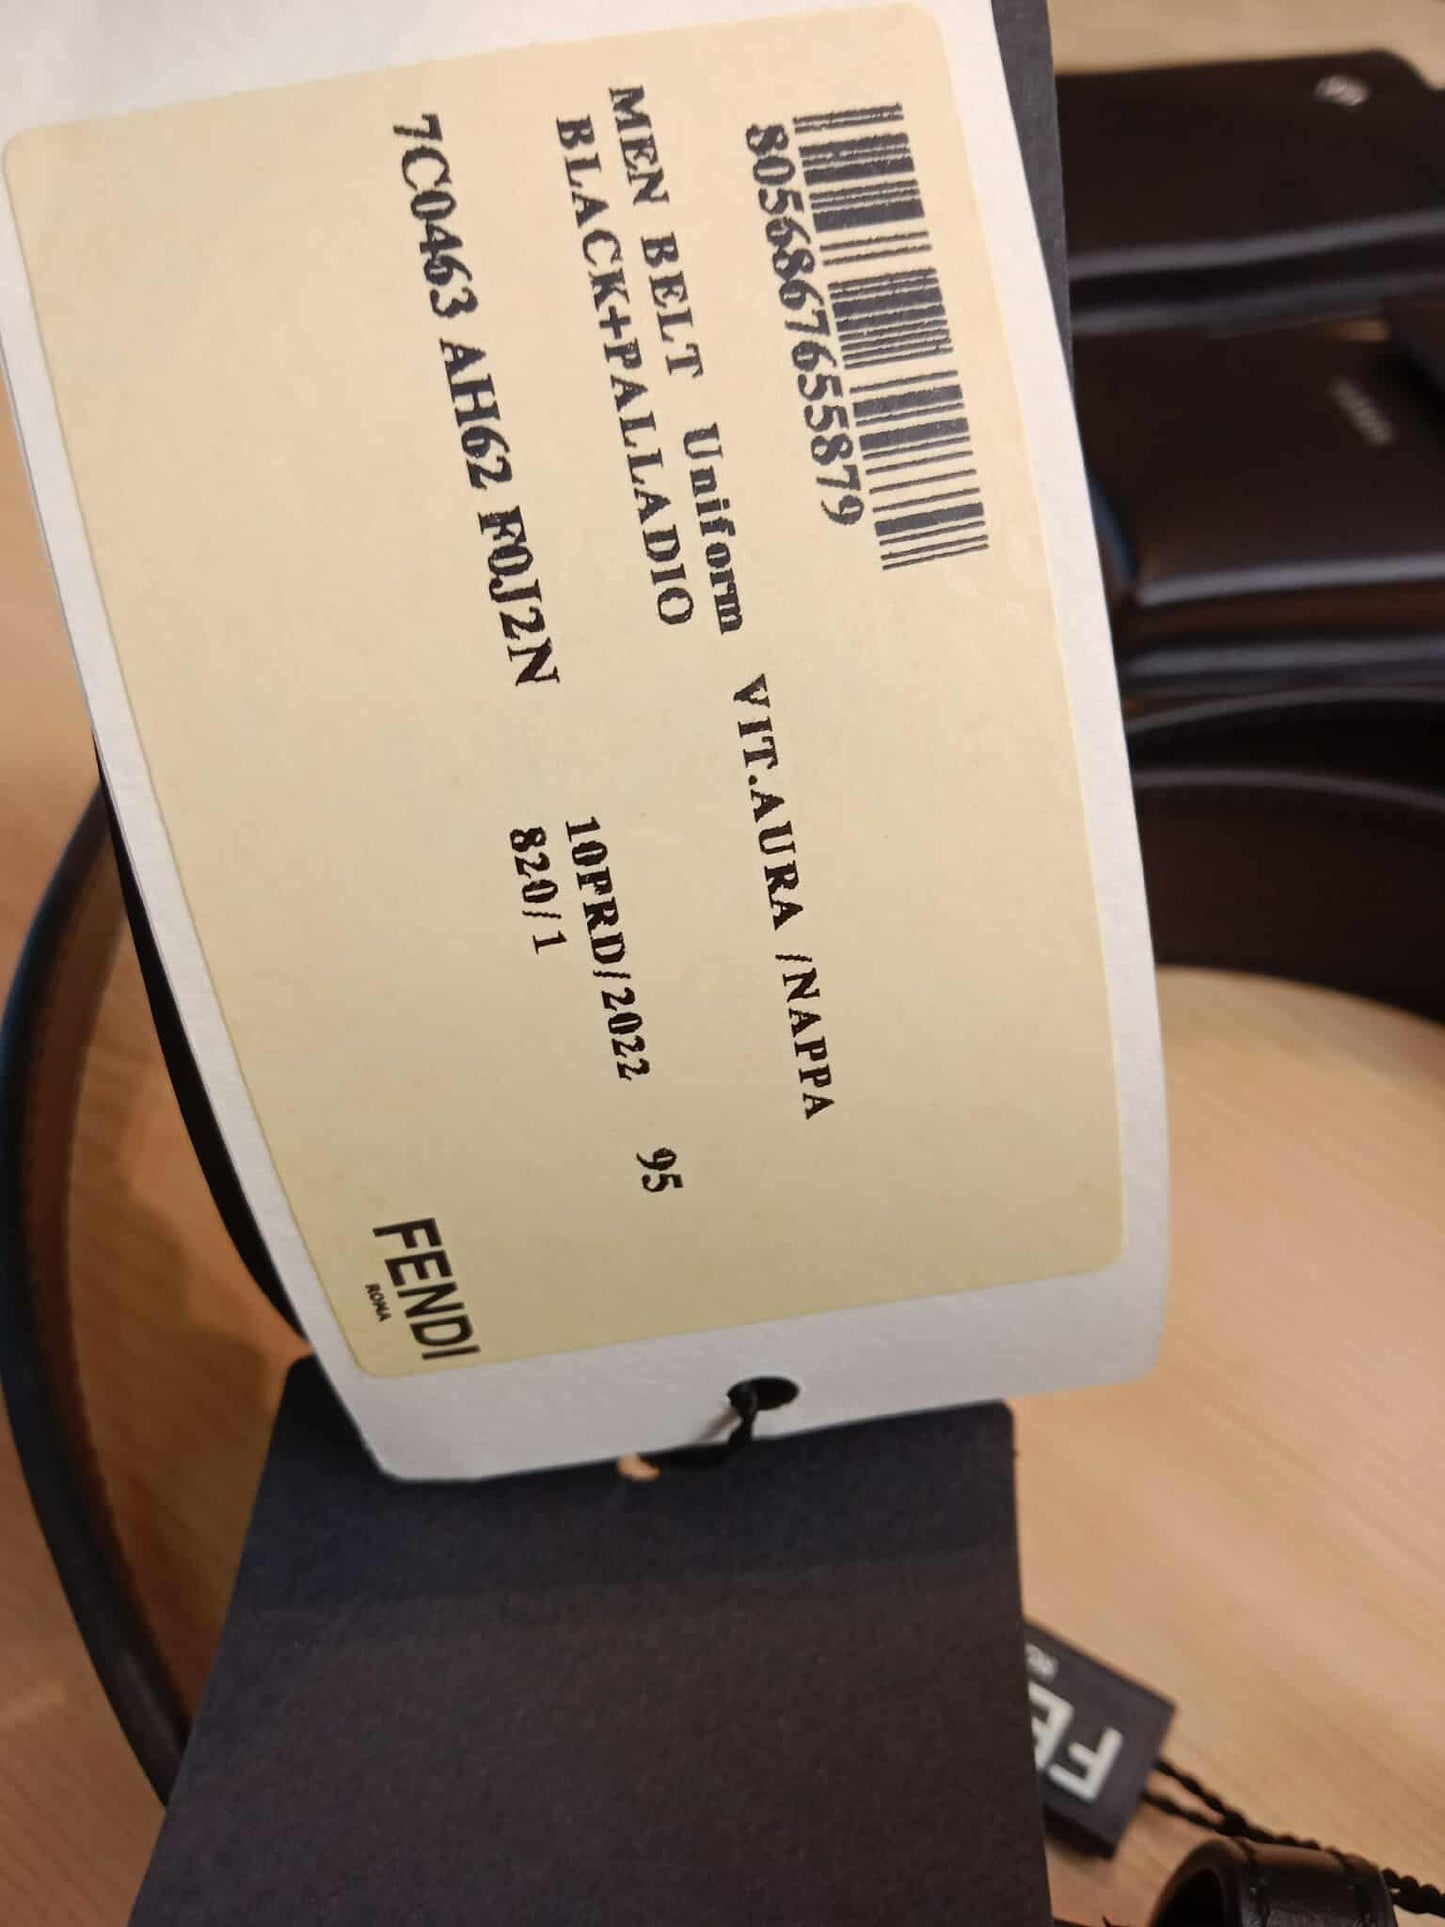 8056867655879
MEN BELT Uniform VIT.AURA /NAPPA
BLACK+PALLADIO
10PRD/2022 95
820/1
7C0463 AH62 F0J2N
FENDI
ROMA
FE